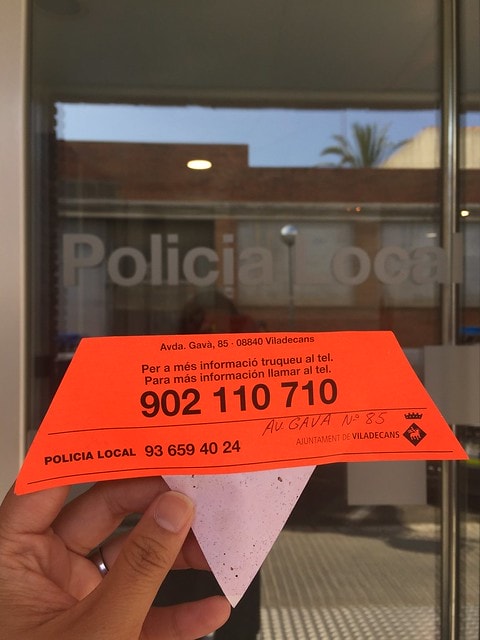 Policia Local
Avda. Gavà, 85 - 08840 Viladecans
Per a més informació truqueu al tel.
Para más información llamar al tel.
902 110 710
AV. GAVA Nº 85
POLICIA LOCAL 93 659 40 24
AJUNTAMENT DE VILADECANS